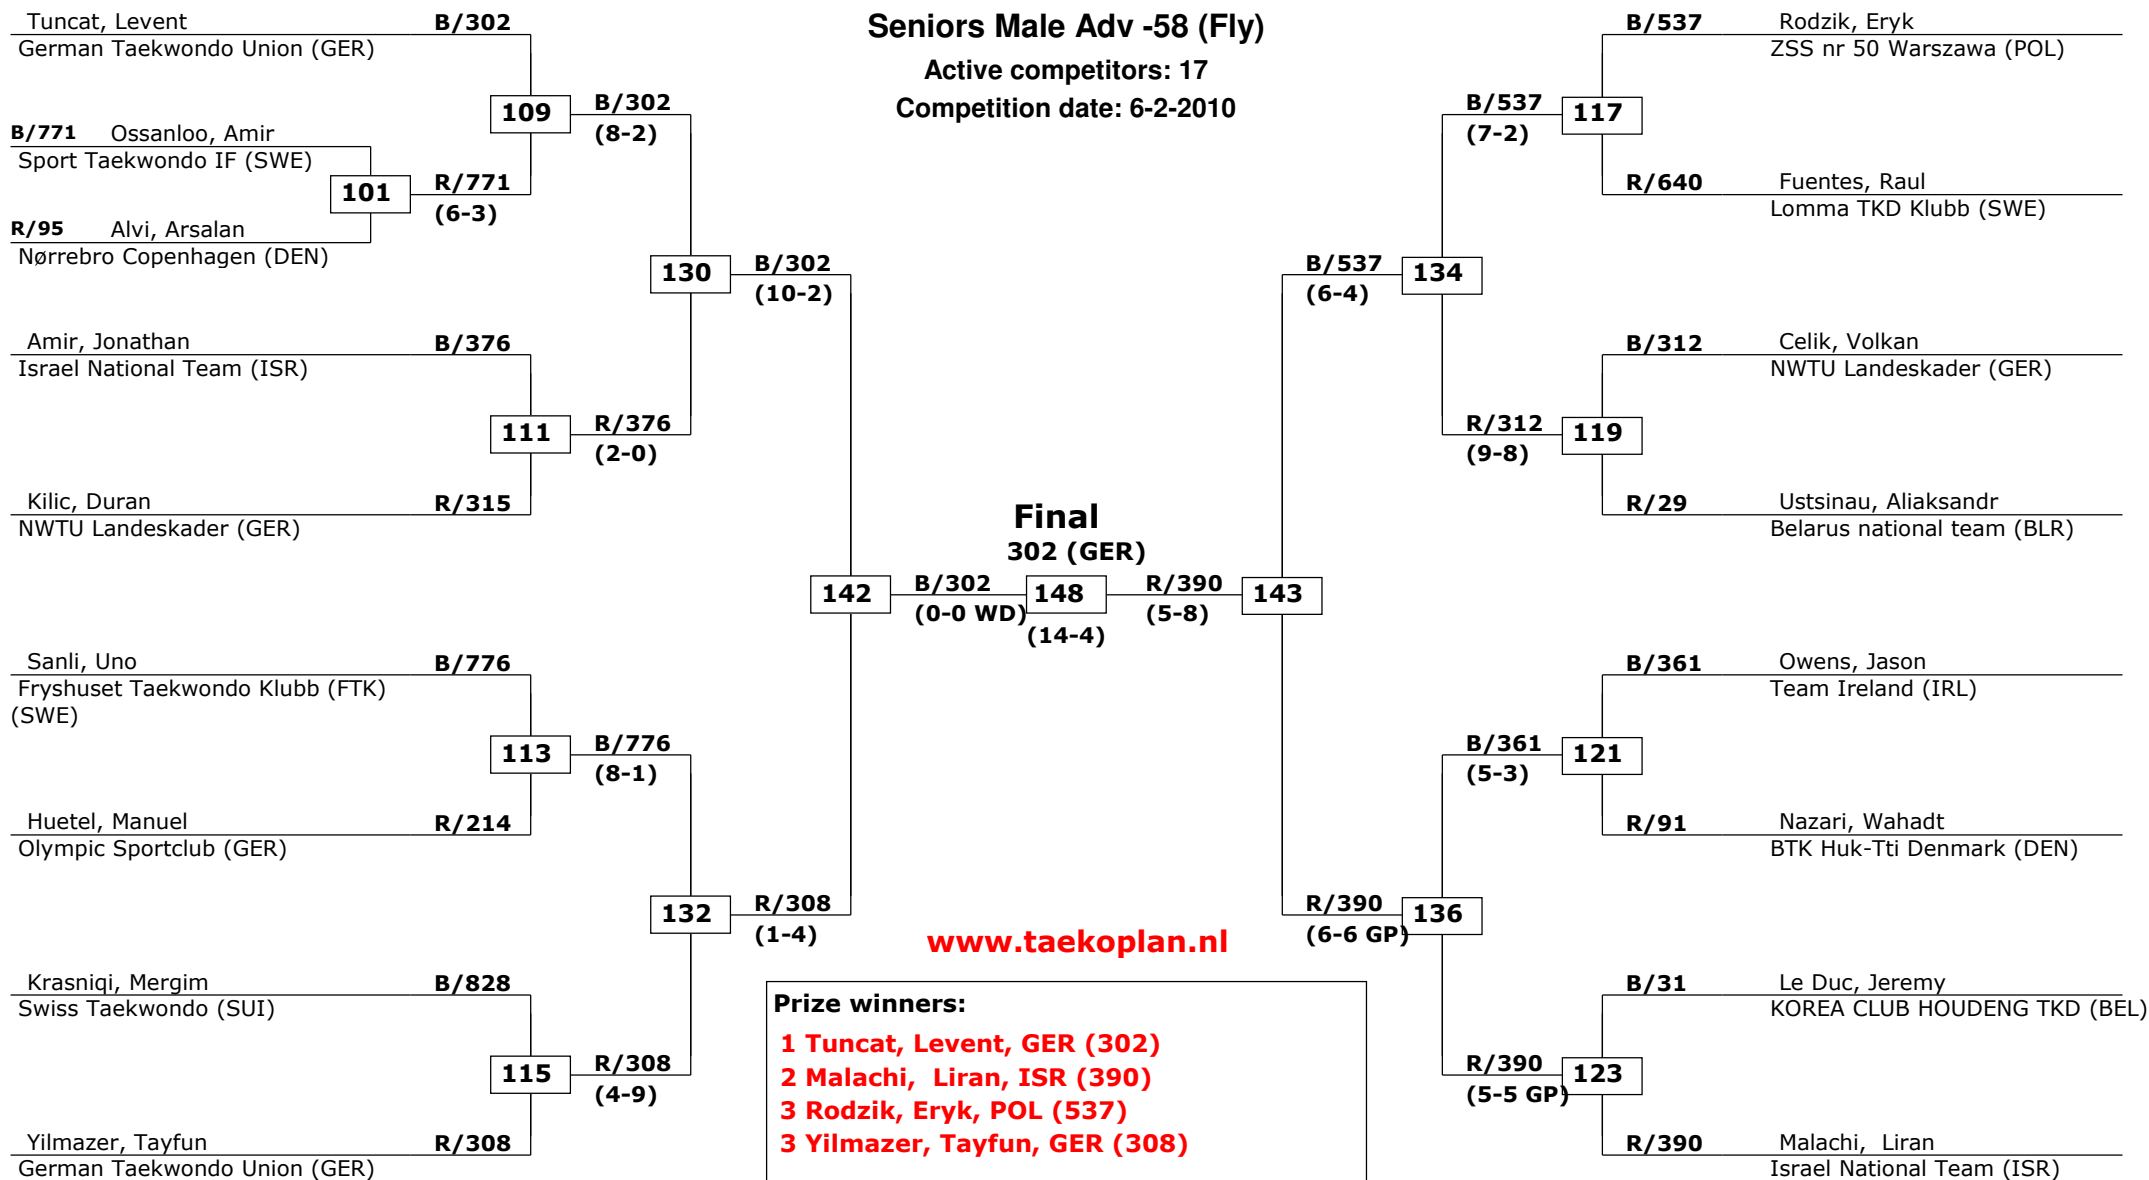 Seniors Male Adv -58 (Fly)
Active competitors: 17
Competition date: 6-2-2010
Tuncat, Levent
B/302
German Taekwondo Union (GER)
109
B/302
(8-2)
B/771 Ossanloo, Amir
Sport Taekwondo IF (SWE)
101
R/771
(6-3)
R/95 Alvi, Arsalan
Nørrebro Copenhagen (DEN)
130
B/302
(10-2)
Amir, Jonathan
B/376
Israel National Team (ISR)
111
R/376
(2-0)
Kilic, Duran
R/315
NWTU Landeskader (GER)
142
B/302
(0-0 WD)
Sanli, Uno
B/776
Fryshuset Taekwondo Klubb (FTK)
(SWE)
113
B/776
(8-1)
Huetel, Manuel
R/214
Olympic Sportclub (GER)
132
R/308
(1-4)
Krasniqi, Mergim
B/828
Swiss Taekwondo (SUI)
115
R/308
(4-9)
Yilmazer, Tayfun
R/308
German Taekwondo Union (GER)
Final
302 (GER)
148
(14-4)
R/390
(5-8)
143
B/537
Rodzik, Eryk
ZSS nr 50 Warszawa (POL)
B/537
(7-2)
117
R/640
Fuentes, Raul
Lomma TKD Klubb (SWE)
B/537
(6-4)
134
B/312
Celik, Volkan
NWTU Landeskader (GER)
R/312
(9-8)
119
R/29
Ustsinau, Aliaksandr
Belarus national team (BLR)
B/361
Owens, Jason
Team Ireland (IRL)
B/361
(5-3)
121
R/91
Nazari, Wahadt
BTK Huk-Tti Denmark (DEN)
R/390
(6-6 GP)
136
B/31
Le Duc, Jeremy
KOREA CLUB HOUDENG TKD (BEL)
R/390
(5-5 GP)
123
R/390
Malachi, Liran
Israel National Team (ISR)
www.taekoplan.nl
Prize winners:
1 Tuncat, Levent, GER (302)
2 Malachi, Liran, ISR (390)
3 Rodzik, Eryk, POL (537)
3 Yilmazer, Tayfun, GER (308)